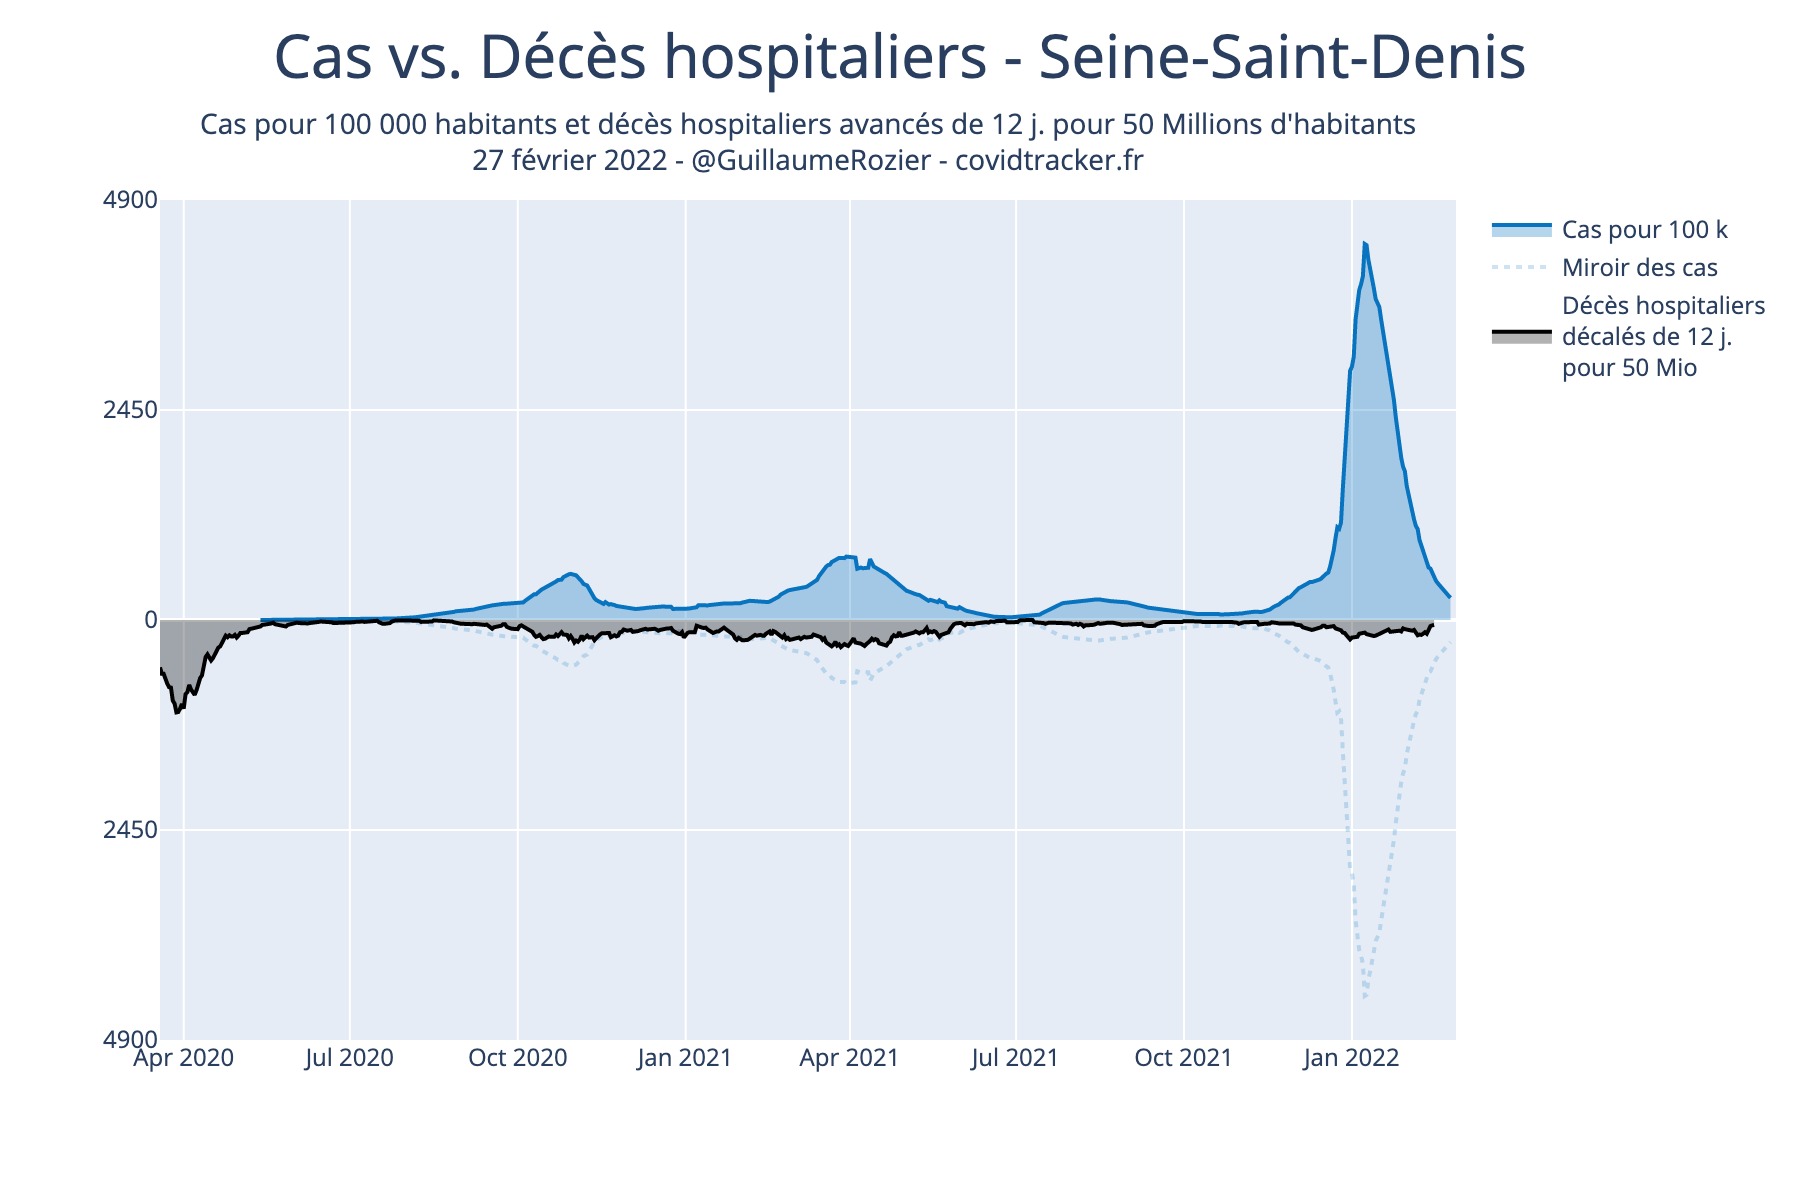 Cas vs. Décès hospitaliers - Seine-Saint-Denis
Cas pour 100 000 habitants et décès hospitaliers avancés de 12 j. pour 50 Millions d'habitants
27 février 2022 - @GuillaumeRozier - covidtracker.fr
4900
2450
0
2450
4900
Apr 2020
Jul 2020
Oct 2020
Jan 2021
Apr 2021
Jul 2021
Oct 2021
Jan 2022
Cas pour 100 k
Miroir des cas
Décès hospitaliers
décalés de 12 j.
pour 50 Mio